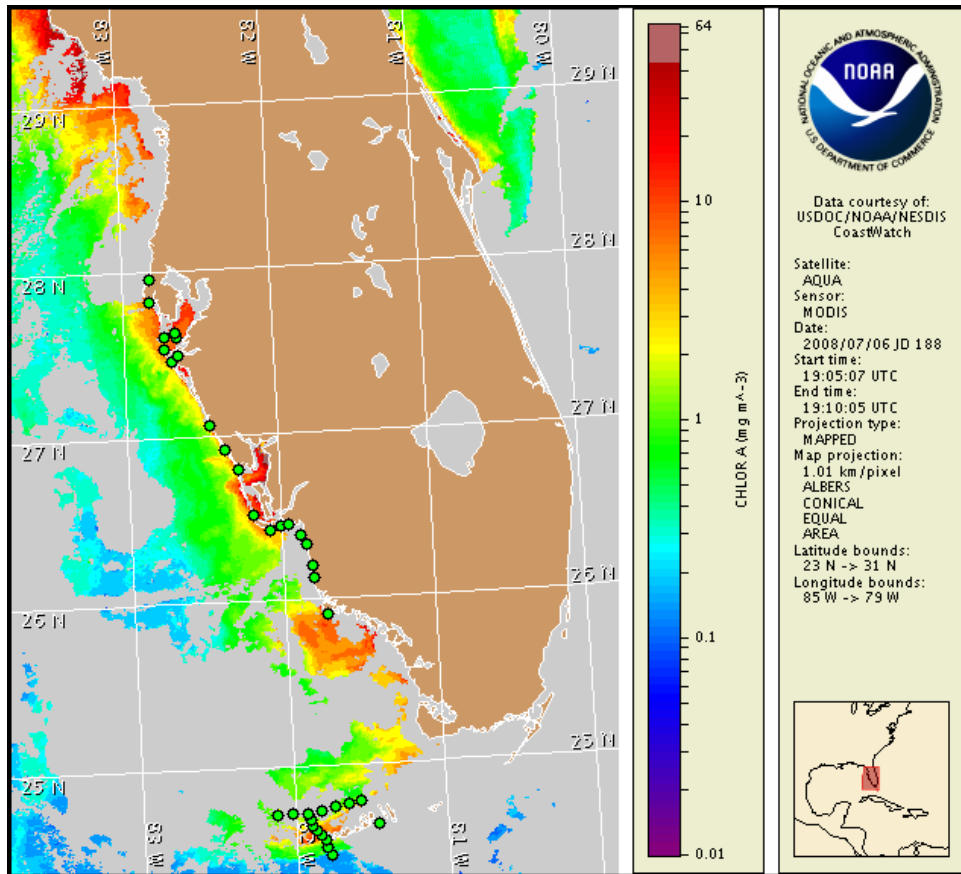 83 W
82 W
81 W
80 W
29 N
29 N
28 N
28 N
27 N
27 N
26 N
26 N
25 N
25 N
83 W
82 W
81 W
64
10
1
0.1
0.01
CHLOR A (mg m^-3)
NATIONAL OCEANIC AND ATMOSPHERIC ADMINISTRATION
NOAA
U.S. DEPARTMENT OF COMMERCE
Data courtesy of:
USDOC/NOAA/NESDIS
CoastWatch
Satellite:
AQUA
Sensor:
MODIS
Date:
2008/07/06 JD 188
Start time:
19:05:07 UTC
End time:
19:10:05 UTC
Projection type:
MAPPED
Map projection:
1.01 km/pixel
ALBERS
CONICAL
EQUAL
AREA
Latitude bounds:
23 N -> 31 N
Longitude bounds:
85 W -> 79 W